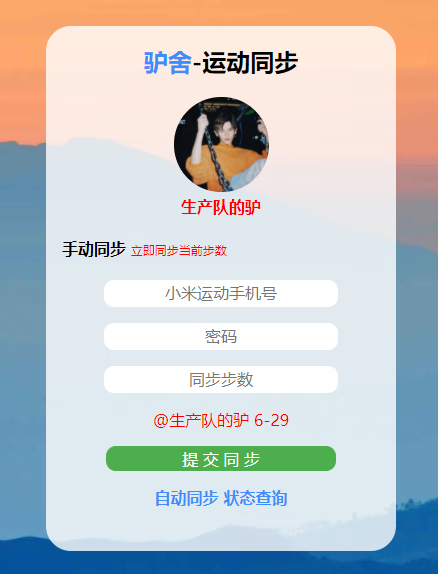 驴舍-运动同步
生产队的驴
手动同步 立即同步当前步数
小米运动手机号
密码
同步步数
@生产队的驴 6-29
提交同步
自动同步 状态查询